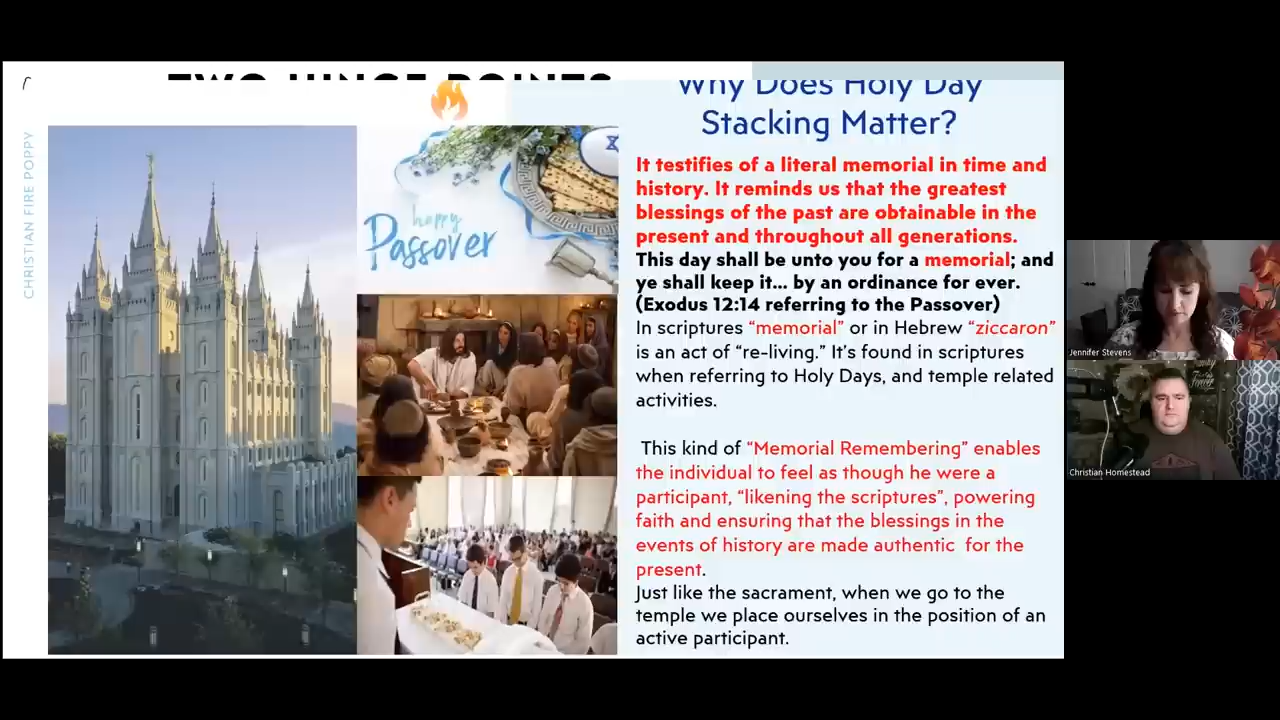 TWO HINGE POINTS
CHRISTIAN FIRE POPPY
happy
Passover
Why Does Holy Day
Stacking Matter?
It testifies of a literal memorial in time and
history. It reminds us that the greatest
blessings of the past are obtainable in the
present and throughout all generations.
This day shall be unto you for a memorial; and
ye shall keep it... by an ordinance for ever.
(Exodus 12:14 referring to the Passover)
In scriptures “memorial” or in Hebrew “ziccaron”
is an act of “re-living.” It’s found in scriptures
when referring to Holy Days, and temple related
activities.
This kind of “Memorial Remembering” enables
the individual to feel as though he were a
participant, “likening the scriptures”, powering
faith and ensuring that the blessings in the
events of history are made authentic for the
present.
Just like the sacrament, when we go to the
temple we place ourselves in the position of an
active participant.
Jennifer Stevens
Christian Homestead